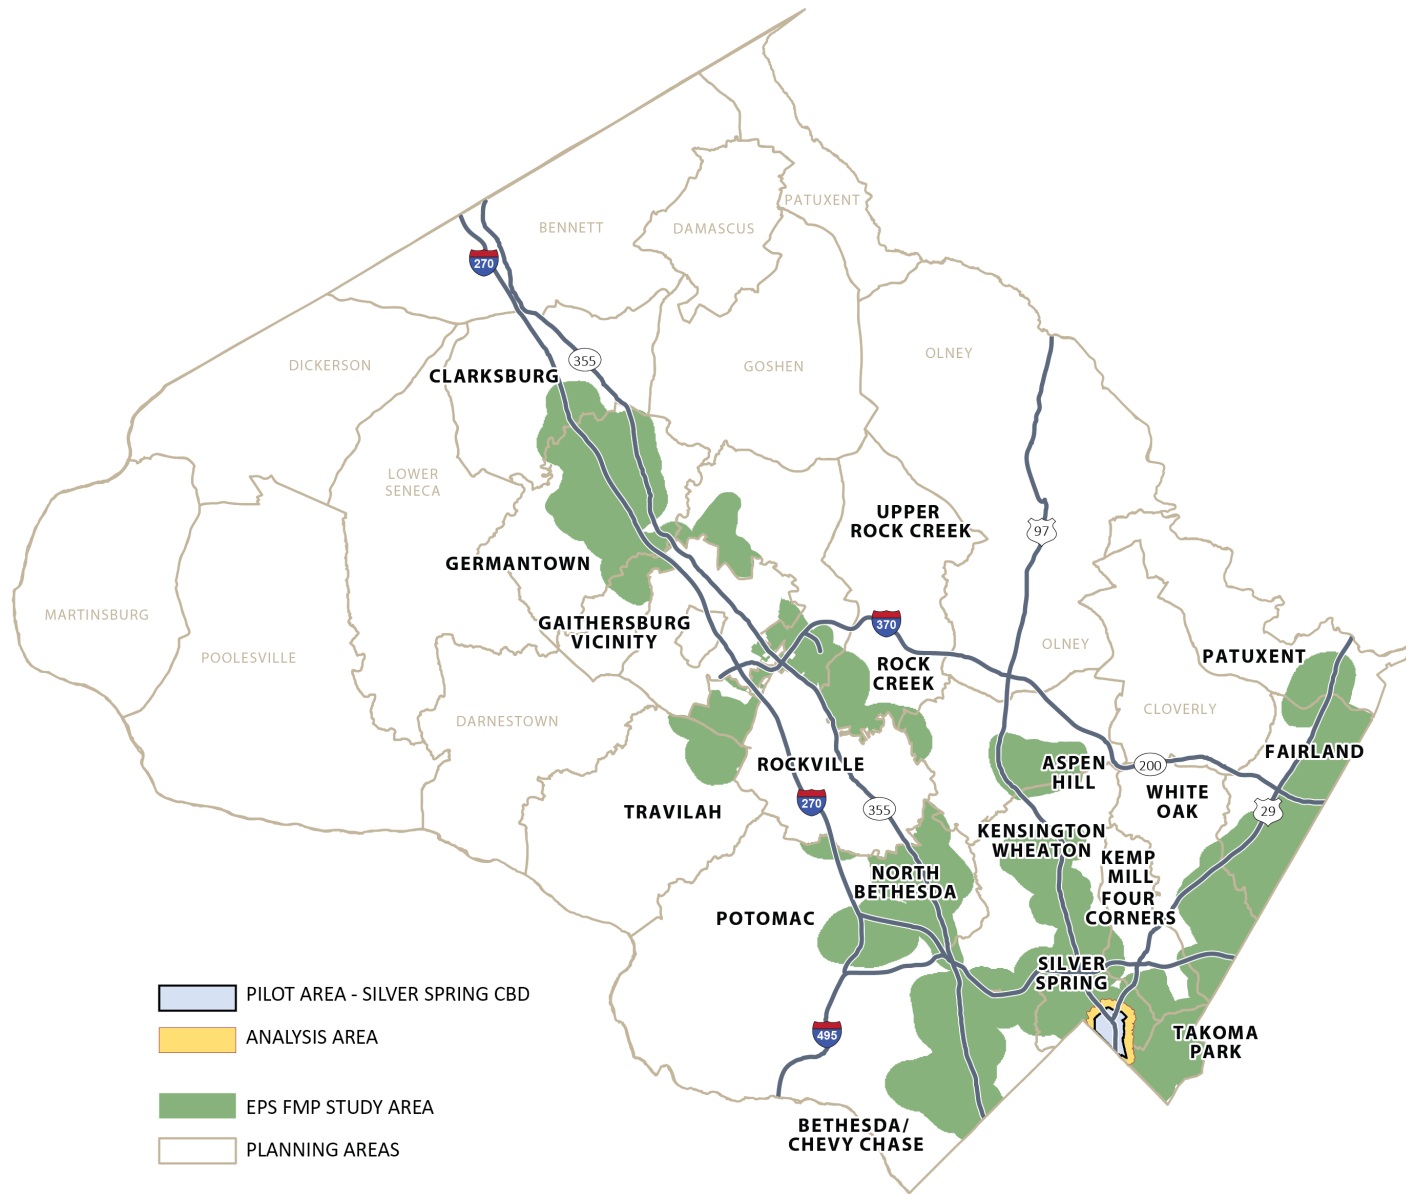 PATUXENT
BENNETT
DAMASCUS
270
DICKERSON
355
CLARKSBURG
GOSHEN
OLNEY
LOWER
SENECA
UPPER
ROCK CREEK
97
GERMANTOWN
MARTINSBURG
GAITHERSBURG
VICINITY
370
POOLESVILLE
OLNEY
PATUXENT
ROCK
CREEK
DARNESTOWN
CLOVERLY
FAIRLAND
ROCKVILLE
ASPEN
HILL
200
WHITE
OAK
270
355
29
TRAVILAH
KENSINGTON
WHEATON
KEMP
MILL
FOUR
CORNERS
NORTH
BETHESDA
POTOMAC
SILVER
SPRING
PILOT AREA - SILVER SPRING CBD
ANALYSIS AREA
495
TAKOMA
PARK
EPS FMP STUDY AREA
PLANNING AREAS
BETHESDA/
CHEVY CHASE